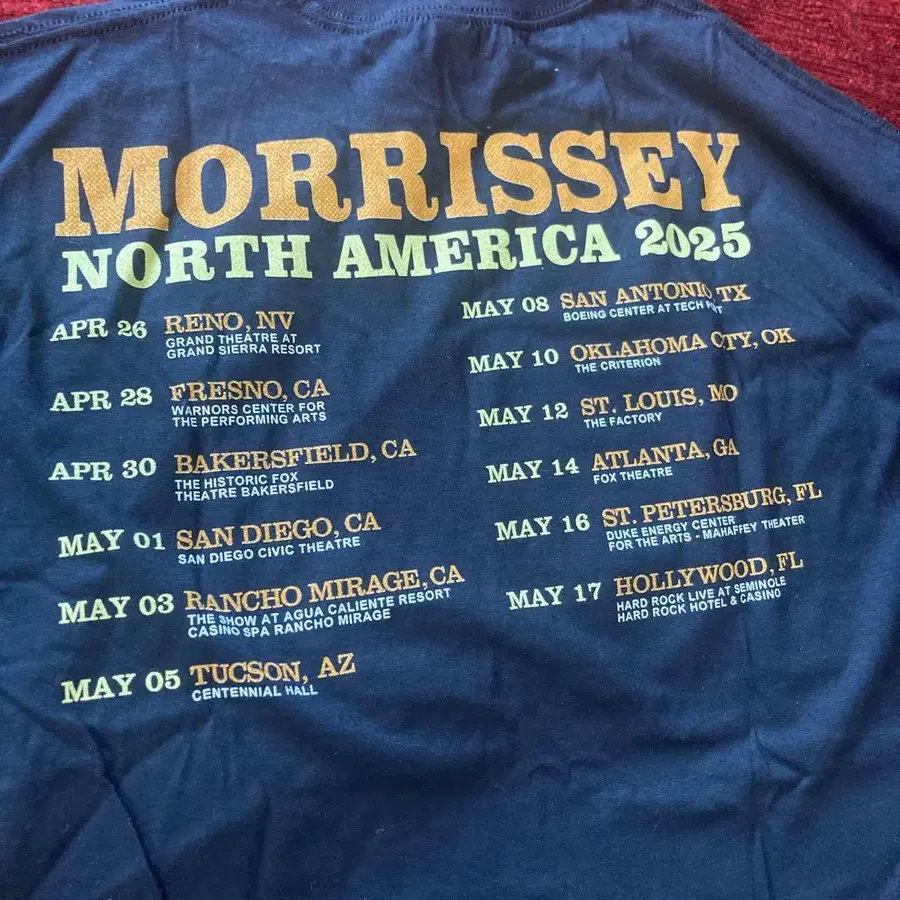 MORRISSEY
NORTH AMERICA 2025
APR 26 RENO, NV
GRAND THEATRE AT
GRAND SIERRA RESORT
APR 28 FRESNO, CA
WARNORS CENTER FOR
THE PERFORMING ARTS
APR 30 BAKERSFIELD, CA
THE HISTORIC FOX
THEATRE BAKERSFIELD
MAY 01 SAN DIEGO, CA
SAN DIEGO CIVIC THEATRE
MAY 03 RANCHO MIRAGE, CA
THE SHOW AT AGUA CALIENTE RESORT
CASINO SPA RANCHO MIRAGE
MAY 05 TUCSON, AZ
CENTENNIAL HALL
MAY 08 SAN ANTONIO, TX
BOEING CENTER AT TECH PORT
MAY 10 OKLAHOMA CITY, OK
THE CRITERION
MAY 12 ST. LOUIS, MO
THE FACTORY
MAY 14 ATLANTA, GA
FOX THEATRE
MAY 16 ST. PETERSBURG, FL
DUKE ENERGY CENTER
FOR THE ARTS - MAHAFFEY THEATER
MAY 17 HOLLYWOOD, FL
HARD ROCK LIVE AT SEMINOLE
HARD ROCK HOTEL & CASINO